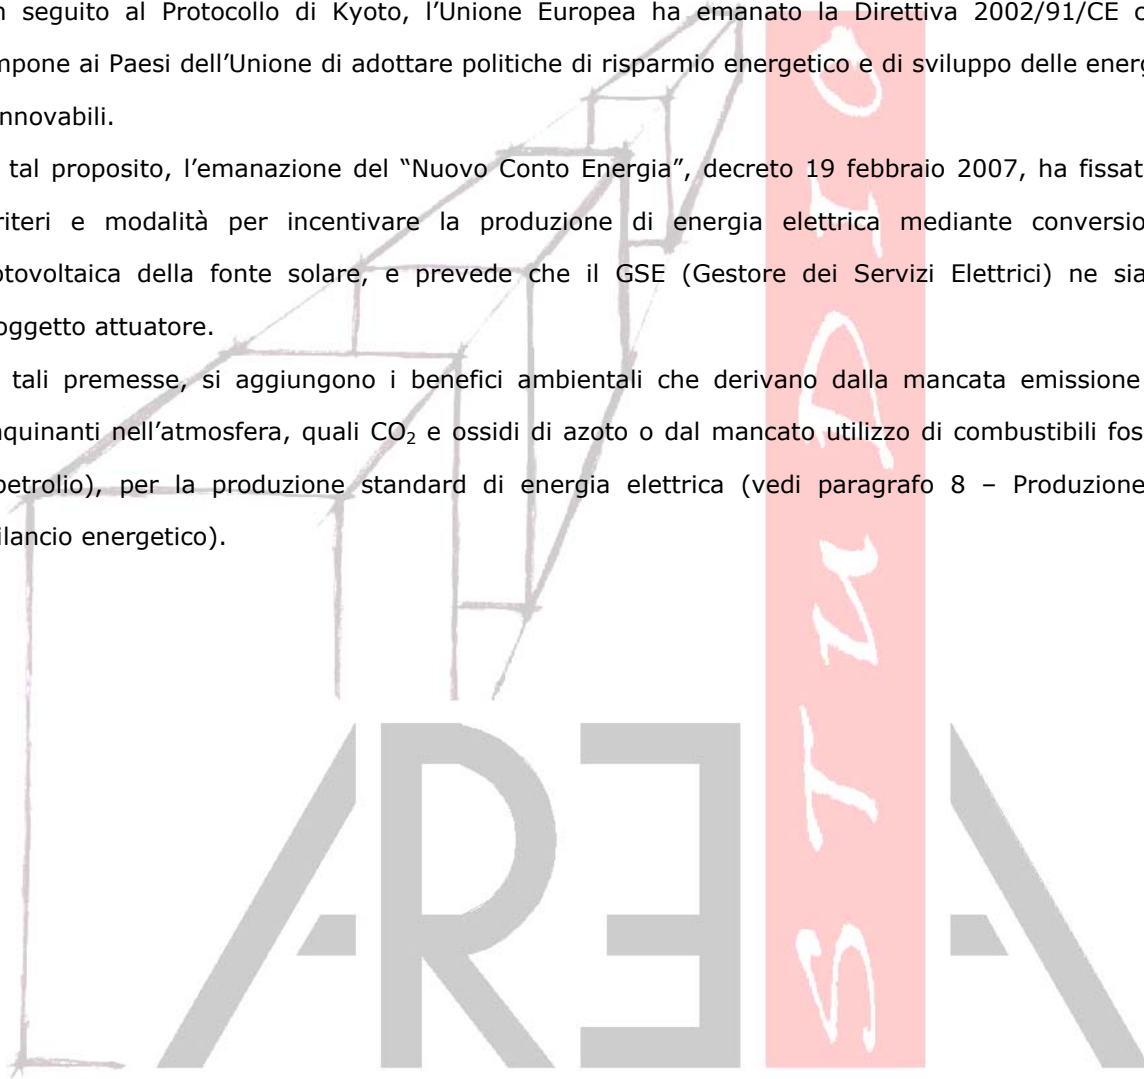 n seguito al Protocollo di Kyoto, l'Unione Europea ha emanato la Direttiva 2002/91/CE c
mpone ai Paesi dell'Unione di adottare politiche di risparmio energetico e di sviluppo delle energ
innovabili.
tal proposito, l'emanazione del "Nuovo Conto Energia", decreto 19 febbraio 2007, ha fissat
riteri e modalità per incentivare la produzione di energia elettrica mediante conversio
otovoltaica della fonte solare, e prevede che il GSE (Gestore dei Servizi Elettrici) ne sia
oggetto attuatore.
tali premesse, si aggiungono i benefici ambientali che derivano dalla mancata emissione
nquinanti nell'atmosfera, quali CO₂ e ossidi di azoto o dal mancato utilizzo di combustibili fos
petrolio), per la produzione standard di energia elettrica (vedi paragrafo 8 – Produzione
ilancio energetico).
STuDIO
AREA